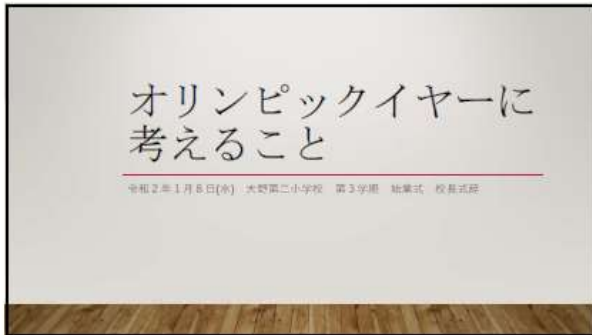 オリンピックイヤーに
考えること
令和2年1月8日(水)　大野第二小学校　第3学期　始業式　校長式辞